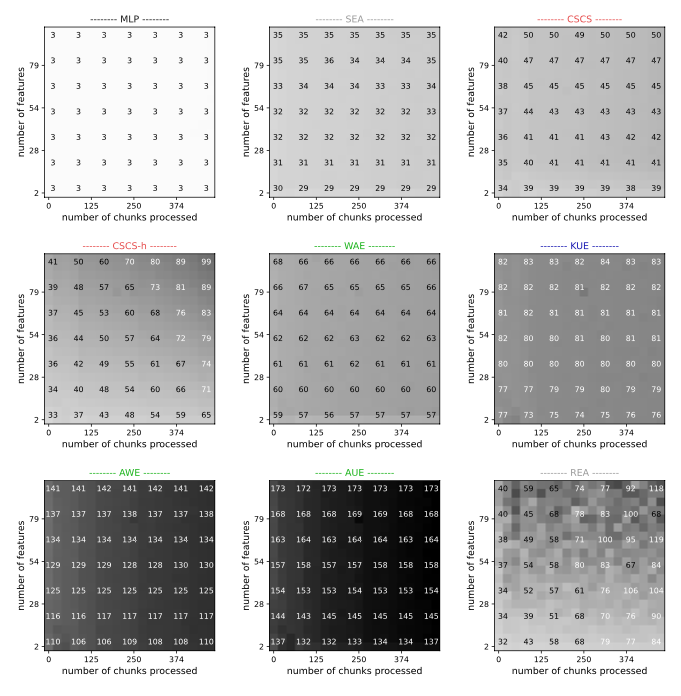 -------- MLP --------
number of features
3 3 3 3 3 3 3
79
3 3 3 3 3 3 3
3 3 3 3 3 3 3
54
3 3 3 3 3 3 3
3 3 3 3 3 3 3
28
3 3 3 3 3 3 3
2
3 3 3 3 3 3 3
0 125 250 374
number of chunks processed
-------- SEA --------
number of features
35 35 35 35 35 35 35
79
35 35 36 34 34 34 35
33 34 34 34 33 33 34
54
32 32 32 32 32 32 33
32 32 32 32 32 32 33
28
31 31 31 31 31 31 31
2
30 29 29 29 29 29 29
0 125 250 374
number of chunks processed
-------- CSCS --------
number of features
42 50 50 49 50 50 50
79
40 47 47 47 47 47 47
38 45 45 45 45 45 45
54
37 44 43 43 43 43 43
36 41 41 43 43 42 42
28
35 40 41 41 41 41 41
2
34 39 39 39 39 38 39
0 125 250 374
number of chunks processed
-------- CSCS-h --------
number of features
41 50 60 70 80 89 99
79
39 48 57 65 73 81 89
37 45 53 60 68 76 83
54
36 44 50 57 64 72 79
36 42 49 55 61 67 74
28
34 40 48 54 60 66 71
2
33 37 43 48 54 59 65
0 125 250 374
number of chunks processed
-------- WAE --------
number of features
68 66 66 66 66 66 66
79
66 67 65 65 65 66 66
64 64 64 64 64 64 64
54
62 62 62 63 62 63 63
61 61 61 62 61 61 61
28
60 60 60 60 60 60 60
2
59 57 56 56 57 57 57
0 125 250 374
number of chunks processed
-------- KUE --------
number of features
82 83 83 82 84 83 83
79
82 82 82 81 82 82 82
81 82 81 81 82 81 81
54
82 80 80 81 82 81 81
80 80 80 80 80 80 80
28
77 77 79 79 80 79 79
2
77 73 75 74 75 76 76
0 125 250 374
number of chunks processed
-------- AWE --------
number of features
141 141 142 141 142 141 142
79
137 137 137 137 138 137 137
134 134 134 134 134 134 134
54
129 129 128 129 128 130 130
125 125 125 125 125 125 125
28
116 116 117 117 116 117 117
2
110 106 106 109 108 108 110
0 125 250 374
number of chunks processed
-------- AUE --------
number of features
173 172 173 173 173 173 173
79
168 168 168 169 169 168 168
163 164 163 163 163 163 163
54
157 157 158 157 157 158 158
154 153 154 153 154 153 154
28
144 143 145 145 145 145 145
2
137 132 132 133 134 134 137
0 125 250 374
number of chunks processed
-------- REA --------
number of features
40 59 65 74 77 92 118
79
40 45 68 78 83 100 68
38 49 58 71 100 95 119
54
37 54 58 80 83 67 84
34 52 57 61 76 106 104
28
34 39 51 68 70 76 90
2
32 43 58 68 79 77 84
0 125 250 374
number of chunks processed